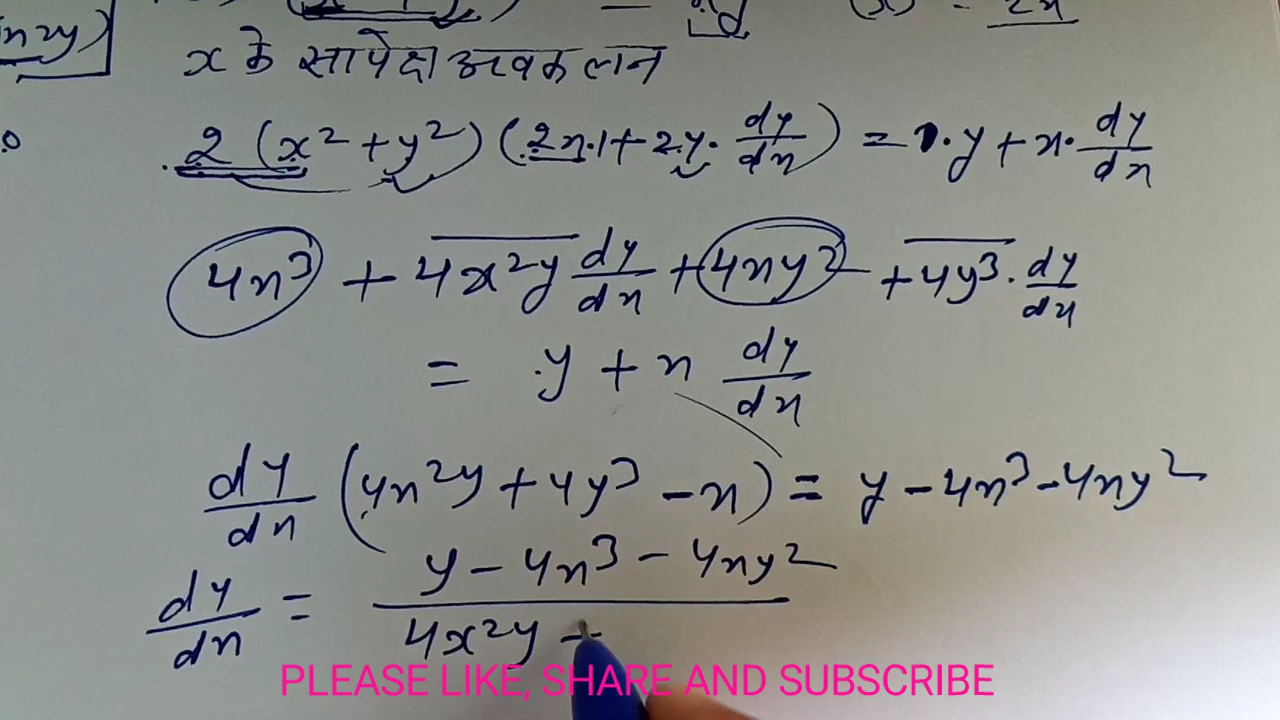 x के सापेक्ष अवकलन
2 (x² + y²) (2x·1 + 2y· dy/dx) = 1·y + x· dy/dx
4x³ + 4x²y dy/dx + 4xy² + 4y³· dy/dx
= y + x dy/dx
dy/dx (4x²y + 4y³ - x) = y - 4x³ - 4xy²
dy/dx = y - 4x³ - 4xy² / 4x²y +
PLEASE LIKE, SHARE AND SUBSCRIBE